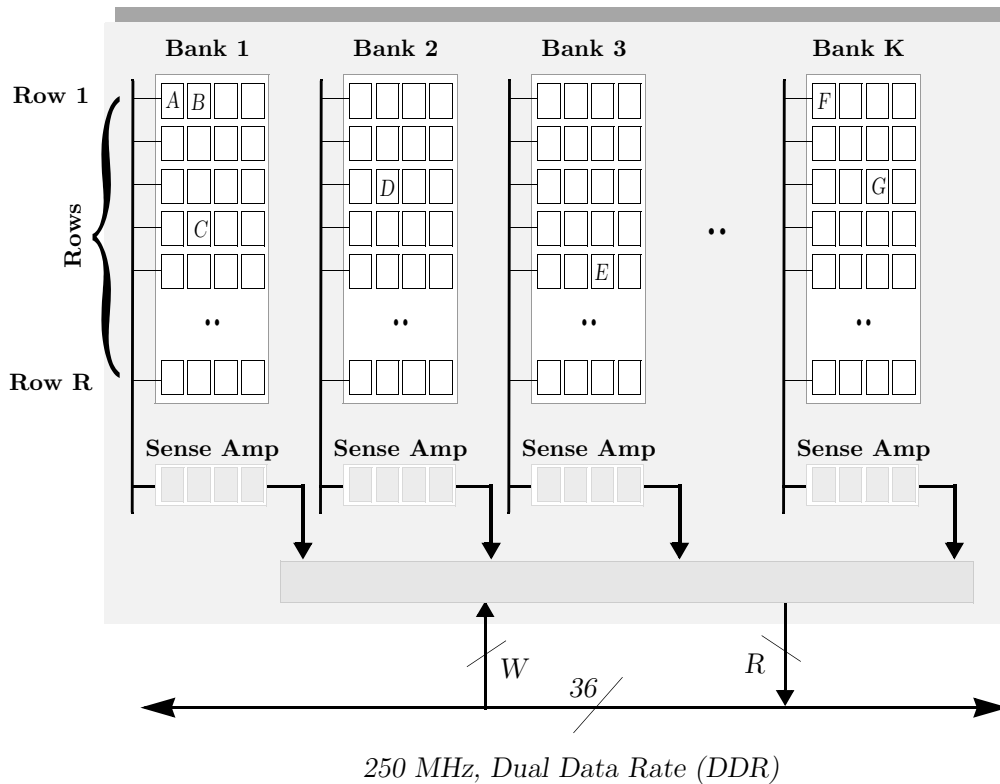 Bank 1 Bank 2 Bank 3 Bank K
Row 1
A B F
D G
C
E
Rows
Row R
Sense Amp Sense Amp Sense Amp Sense Amp
W R
36
250 MHz, Dual Data Rate (DDR)